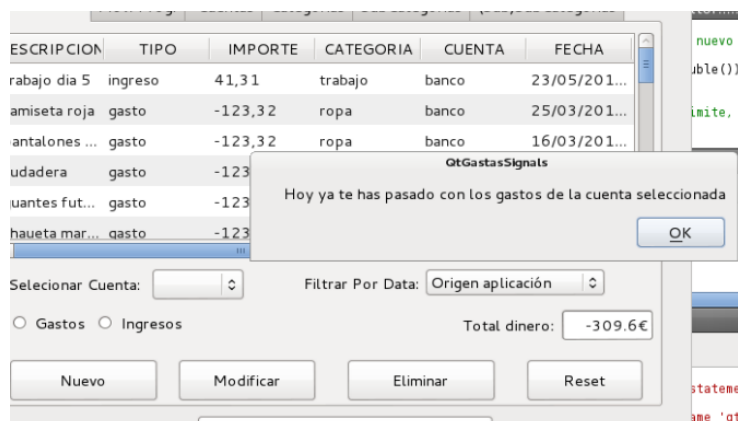 ESCRIPCION TIPO IMPORTE CATEGORIA CUENTA FECHA
rabajo dia 5 ingreso 41,31 trabajo banco 23/05/201...
amiseta roja gasto -123,32 ropa banco 25/03/201...
antalones ... gasto -123,32 ropa banco 16/03/201...
udadera gasto -123
uantes fut... gasto -123
haueta mar... gasto -123
QtGastasSignals
Hoy ya te has pasado con los gastos de la cuenta seleccionada
OK
Selecionar Cuenta: Filtrar Por Data: Origen aplicación
Gastos Ingresos Total dinero: -309.6€
Nuevo Modificar Eliminar Reset
nuevo
uble())
imite,
stateme
ame 'qt